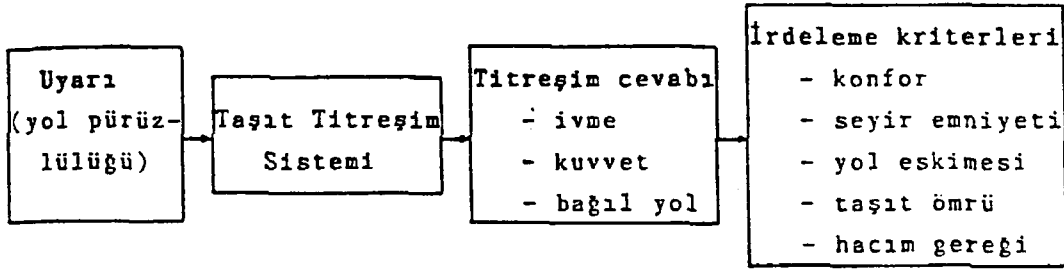 Uyarı
(yol pürüz-
lülüğü)
Taşıt Titreşim
Sistemi
Titreşim cevabı
- ivme
- kuvvet
- bağıl yol
İrdeleme kriterleri
- konfor
- seyir emniyeti
- yol eskimesi
- taşıt ömrü
- hacım gereği